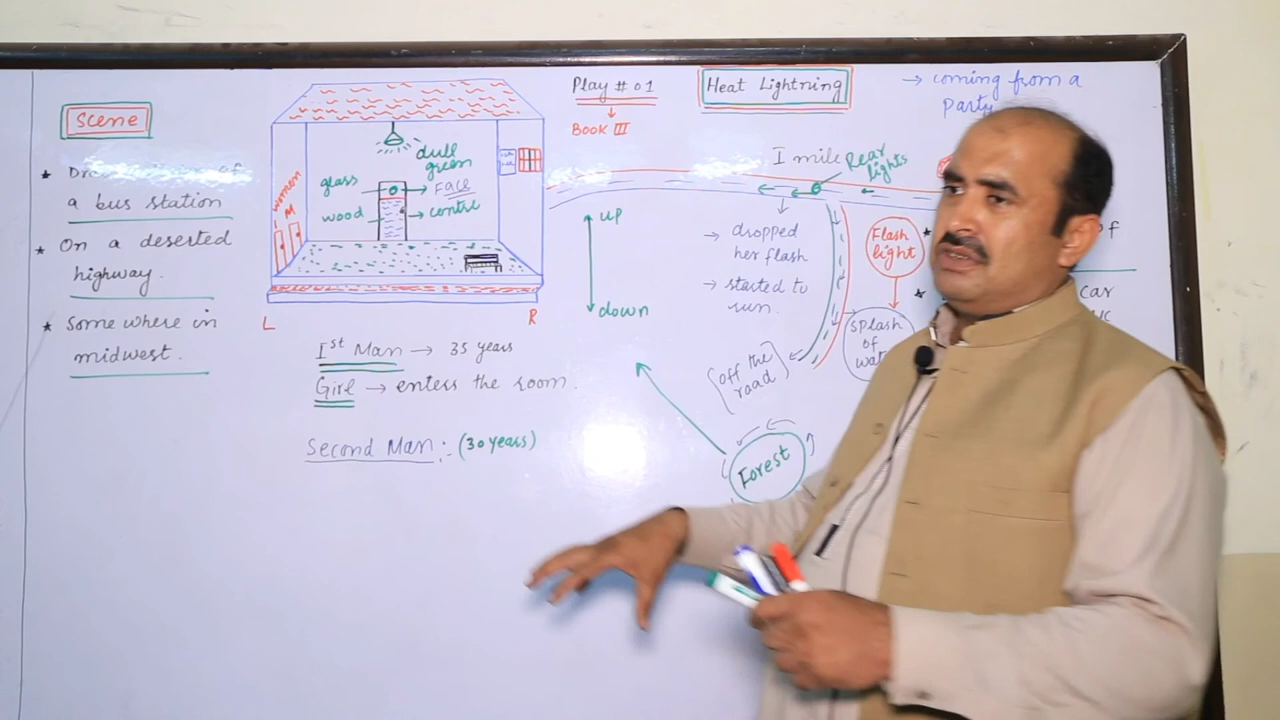 Scene
a bus station
On a deserted
highway.
Some where in
midwest.
women
M
glass
wood
dull
green
Face
centre
L
R
Ist Man → 35 years
Girl → enters the room.
Second Man :- (30 years)
Play # 01
Book III
Heat Lightning
→ coming from a
party
up
down
1 mile
Rear
lights
→ dropped
her flash
→ started to
run.
(off the
road)
Forest
Flash
light
splash
of
car